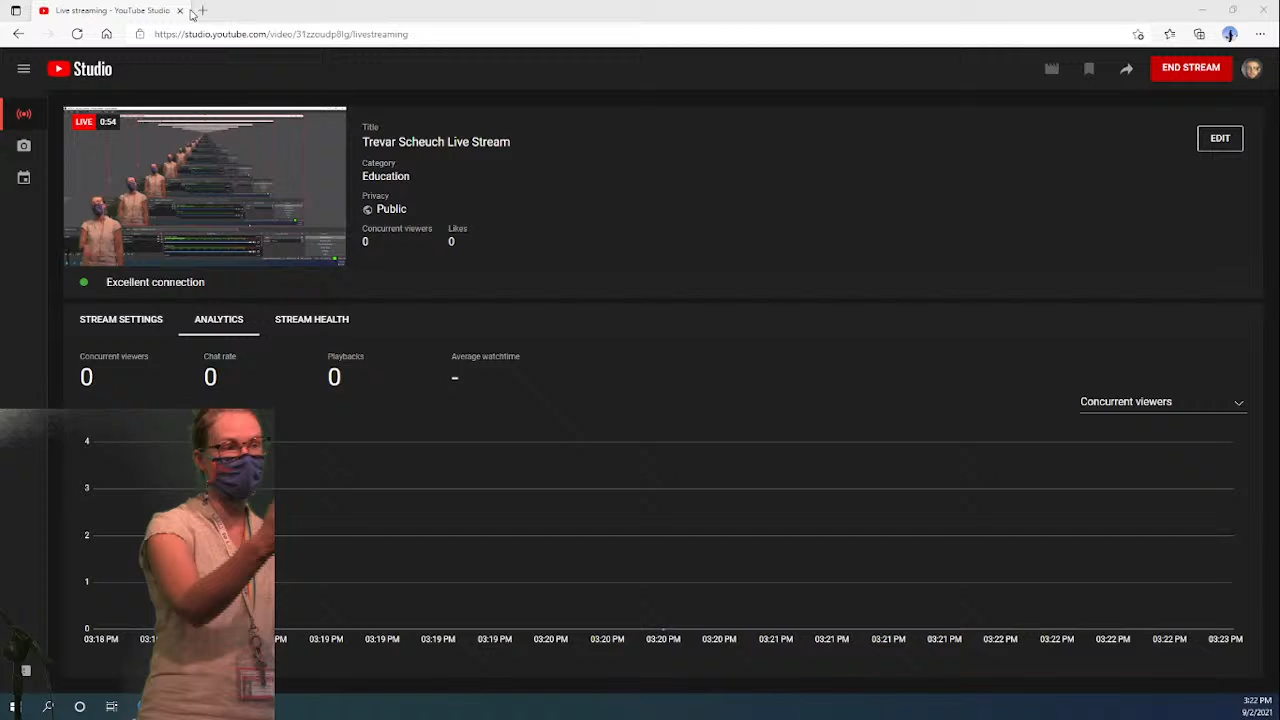 Live streaming - YouTube Studio
https://studio.youtube.com/video/31zzoudp8lg/livestreaming
Studio
END STREAM
LIVE 0:54
Title
Trevar Scheuch Live Stream
EDIT
Category
Education
Privacy
Public
Concurrent viewers Likes
0 0
Excellent connection
STREAM SETTINGS ANALYTICS STREAM HEALTH
Concurrent viewers Chat rate Playbacks Average watchtime
0 0 0 -
Concurrent viewers
4
3
2
1
0
03:18 PM 03:19 PM 03:19 PM 03:19 PM 03:19 PM 03:20 PM 03:20 PM 03:20 PM 03:20 PM 03:21 PM 03:21 PM 03:21 PM 03:21 PM 03:22 PM 03:22 PM 03:22 PM 03:22 PM 03:23 PM
3:22 PM
9/2/2021